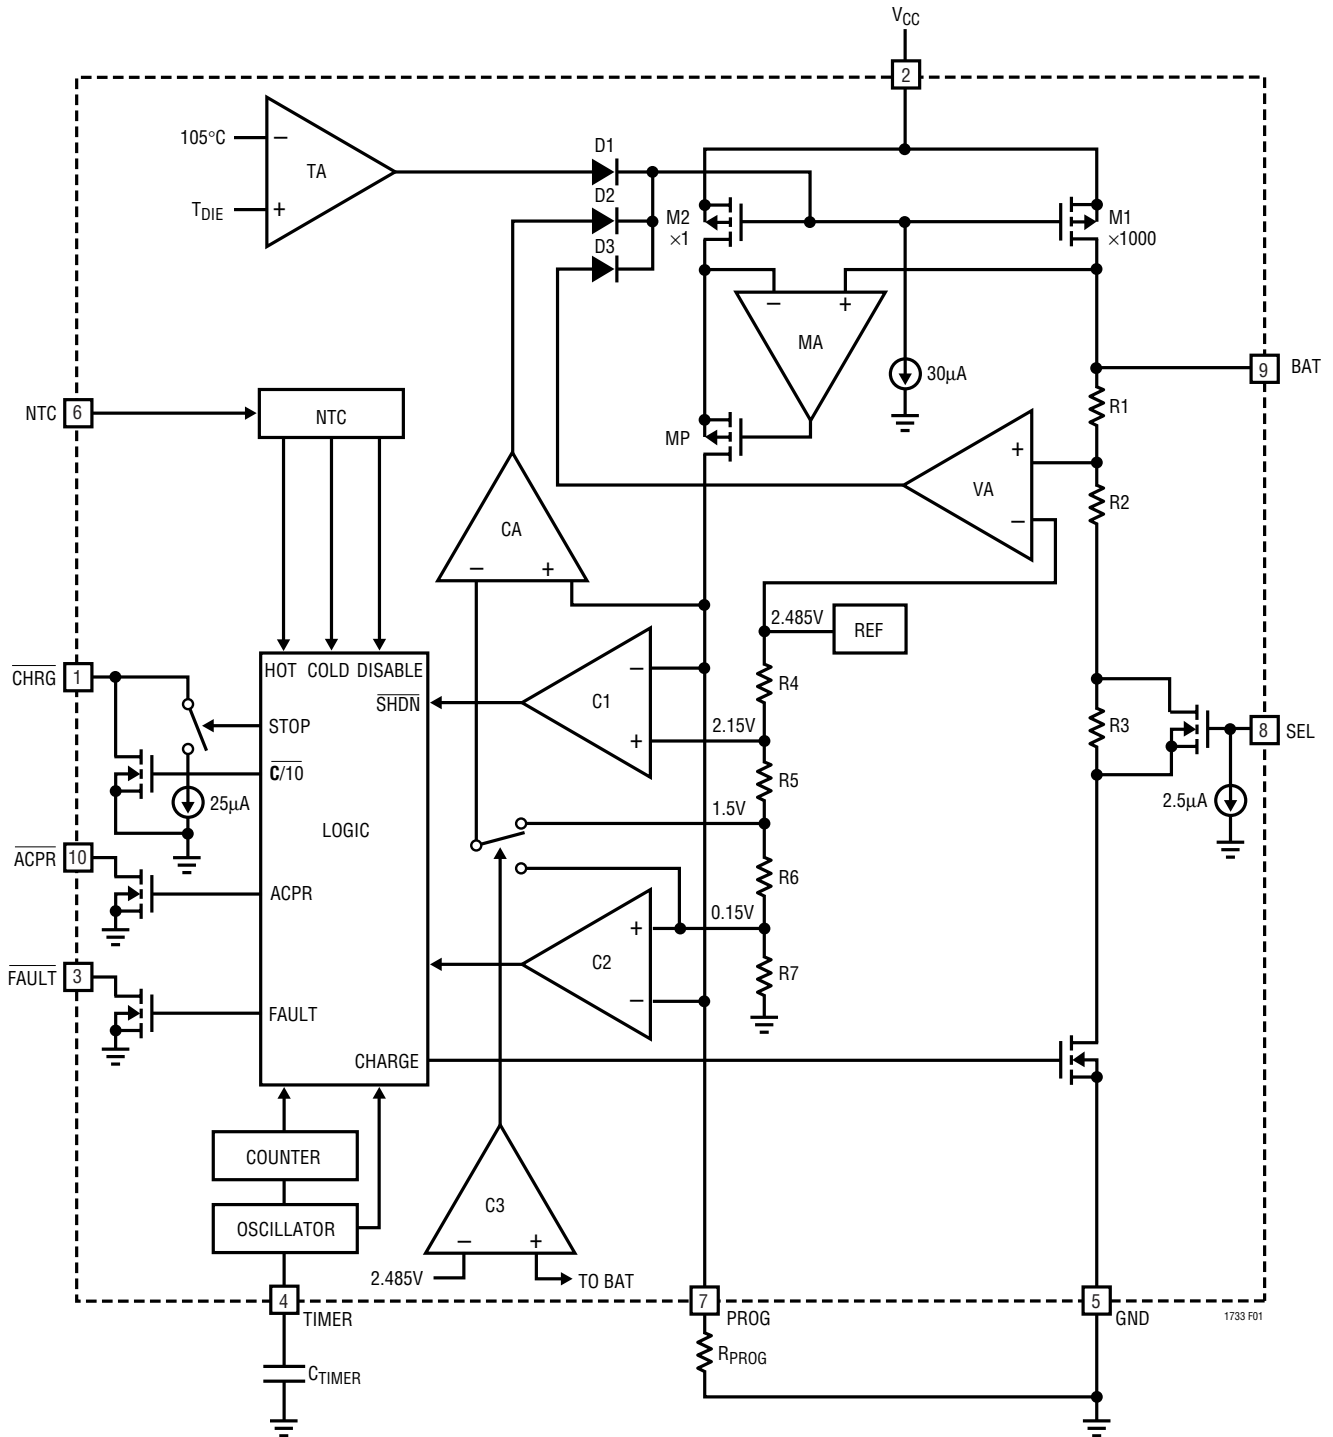 VCC
2
105°C
−
TA
TDIE
+
D1
D2
D3
M2
×1
M1
×1000
−
+
MA
30µA
9
BAT
R1
NTC
6
NTC
MP
+
VA
−
R2
CA
−
+
2.485V
REF
CHRG
1
HOT
COLD
DISABLE
SHDN
−
C1
+
R4
2.15V
R3
8
SEL
STOP
C/10
25µA
R5
1.5V
2.5µA
LOGIC
ACPR
10
ACPR
R6
0.15V
+
C2
−
R7
FAULT
3
FAULT
CHARGE
COUNTER
OSCILLATOR
C3
−
+
2.485V
TO BAT
4
TIMER
7
PROG
5
GND
1733 F01
RPROG
CTIMER